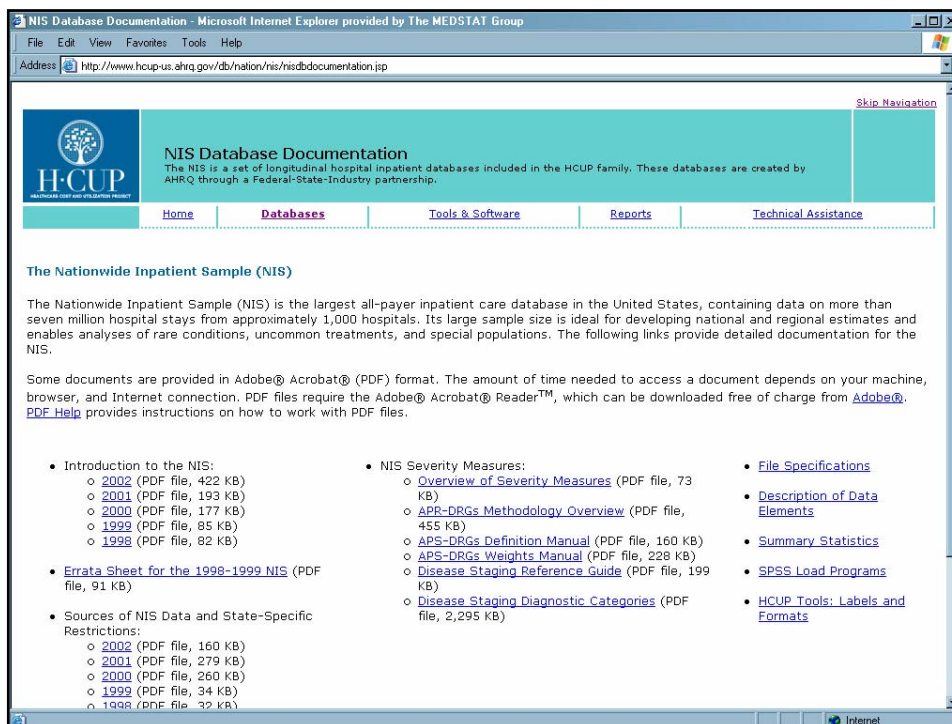 NIS Database Documentation - Microsoft Internet Explorer provided by The MEDSTAT Group
File Edit View Favorites Tools Help
Address http://www.hcup-us.ahrq.gov/db/nation/nis/nisdbdocumentation.jsp
Skip Navigation
H·CUP
HEALTHCARE COST AND UTILIZATION PROJECT
NIS Database Documentation
The NIS is a set of longitudinal hospital inpatient databases included in the HCUP family. These databases are created by
AHRQ through a Federal-State-Industry partnership.
Home Databases Tools & Software Reports Technical Assistance
The Nationwide Inpatient Sample (NIS)
The Nationwide Inpatient Sample (NIS) is the largest all-payer inpatient care database in the United States, containing data on more than
seven million hospital stays from approximately 1,000 hospitals. Its large sample size is ideal for developing national and regional estimates and
enables analyses of rare conditions, uncommon treatments, and special populations. The following links provide detailed documentation for the
NIS.
Some documents are provided in Adobe® Acrobat® (PDF) format. The amount of time needed to access a document depends on your machine,
browser, and Internet connection. PDF files require the Adobe® Acrobat® Reader™, which can be downloaded free of charge from Adobe®.
PDF Help provides instructions on how to work with PDF files.
• Introduction to the NIS:
o 2002 (PDF file, 422 KB)
o 2001 (PDF file, 193 KB)
o 2000 (PDF file, 177 KB)
o 1999 (PDF file, 85 KB)
o 1998 (PDF file, 82 KB)
• Errata Sheet for the 1998-1999 NIS (PDF
file, 91 KB)
• Sources of NIS Data and State-Specific
Restrictions:
o 2002 (PDF file, 160 KB)
o 2001 (PDF file, 279 KB)
o 2000 (PDF file, 260 KB)
o 1999 (PDF file, 34 KB)
o 1998 (PDF file, 32 KB)
• NIS Severity Measures:
o Overview of Severity Measures (PDF file, 73
KB)
o APR-DRGs Methodology Overview (PDF file,
455 KB)
o APS-DRGs Definition Manual (PDF file, 160 KB)
o APS-DRGs Weights Manual (PDF file, 228 KB)
o Disease Staging Reference Guide (PDF file, 199
KB)
o Disease Staging Diagnostic Categories (PDF
file, 2,295 KB)
• File Specifications
• Description of Data
Elements
• Summary Statistics
• SPSS Load Programs
• HCUP Tools: Labels and
Formats
Internet